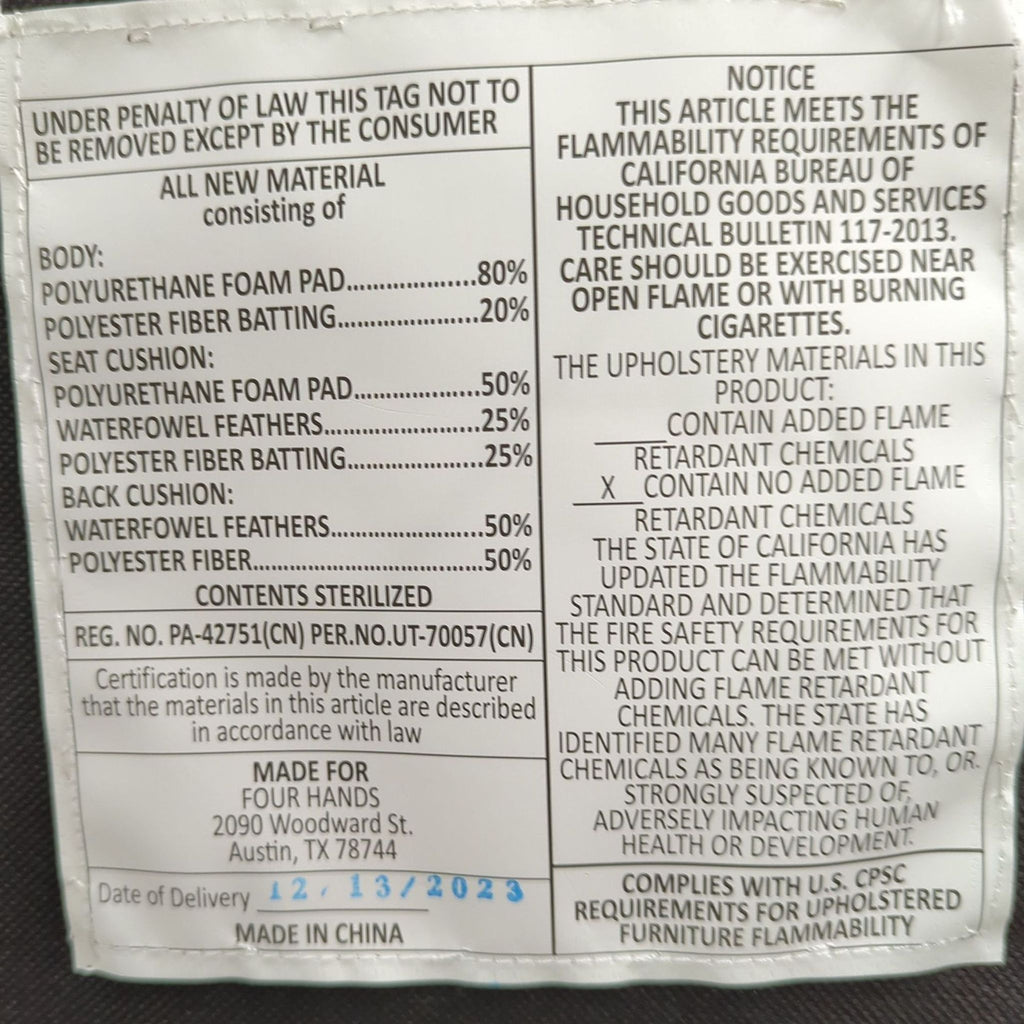 UNDER PENALTY OF LAW THIS TAG NOT TO
BE REMOVED EXCEPT BY THE CONSUMER
ALL NEW MATERIAL
consisting of
BODY:
POLYURETHANE FOAM PAD....................80%
POLYESTER FIBER BATTING......................20%
SEAT CUSHION:
POLYURETHANE FOAM PAD...................50%
WATERFOWEL FEATHERS........................25%
POLYESTER FIBER BATTING.....................25%
BACK CUSHION:
WATERFOWEL FEATHERS.......................50%
POLYESTER FIBER...................................50%
CONTENTS STERILIZED
REG. NO. PA-42751(CN) PER.NO.UT-70057(CN)
Certification is made by the manufacturer
that the materials in this article are described
in accordance with law
MADE FOR
FOUR HANDS
2090 Woodward St.
Austin, TX 78744
Date of Delivery 12/13/2023
MADE IN CHINA
NOTICE
THIS ARTICLE MEETS THE
FLAMMABILITY REQUIREMENTS OF
CALIFORNIA BUREAU OF
HOUSEHOLD GOODS AND SERVICES
TECHNICAL BULLETIN 117-2013.
CARE SHOULD BE EXERCISED NEAR
OPEN FLAME OR WITH BURNING
CIGARETTES.
THE UPHOLSTERY MATERIALS IN THIS
PRODUCT:
_____CONTAIN ADDED FLAME
RETARDANT CHEMICALS
__X__CONTAIN NO ADDED FLAME
RETARDANT CHEMICALS
THE STATE OF CALIFORNIA HAS
UPDATED THE FLAMMABILITY
STANDARD AND DETERMINED THAT
THE FIRE SAFETY REQUIREMENTS FOR
THIS PRODUCT CAN BE MET WITHOUT
ADDING FLAME RETARDANT
CHEMICALS. THE STATE HAS
IDENTIFIED MANY FLAME RETARDANT
CHEMICALS AS BEING KNOWN TO, OR.
STRONGLY SUSPECTED OF,
ADVERSELY IMPACTING HUMAN
HEALTH OR DEVELOPMENT.
COMPLIES WITH U.S. CPSC
REQUIREMENTS FOR UPHOLSTERED
FURNITURE FLAMMABILITY